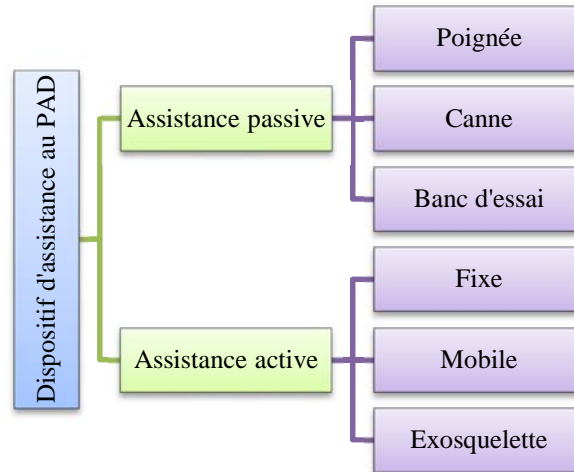 Dispositif d'assistance au PAD
Assistance passive
Poignée
Canne
Banc d'essai
Assistance active
Fixe
Mobile
Exosquelette